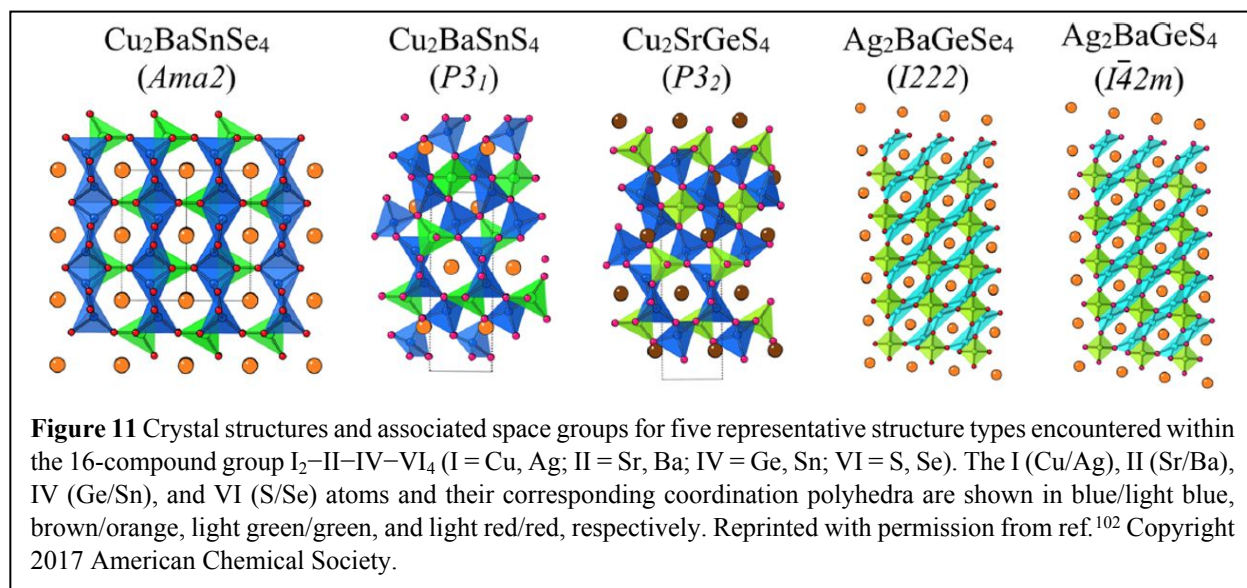 Cu₂BaSnSe₄ Cu₂BaSnS₄ Cu₂SrGeS₄ Ag₂BaGeSe₄ Ag₂BaGeS₄
(Ama2) (P3₁) (P3₂) (I222) (I4̅2m)
Figure 11 Crystal structures and associated space groups for five representative structure types encountered within
the 16-compound group I₂−II−IV−VI₄ (I = Cu, Ag; II = Sr, Ba; IV = Ge, Sn; VI = S, Se). The I (Cu/Ag), II (Sr/Ba),
IV (Ge/Sn), and VI (S/Se) atoms and their corresponding coordination polyhedra are shown in blue/light blue,
brown/orange, light green/green, and light red/red, respectively. Reprinted with permission from ref.¹⁰² Copyright
2017 American Chemical Society.